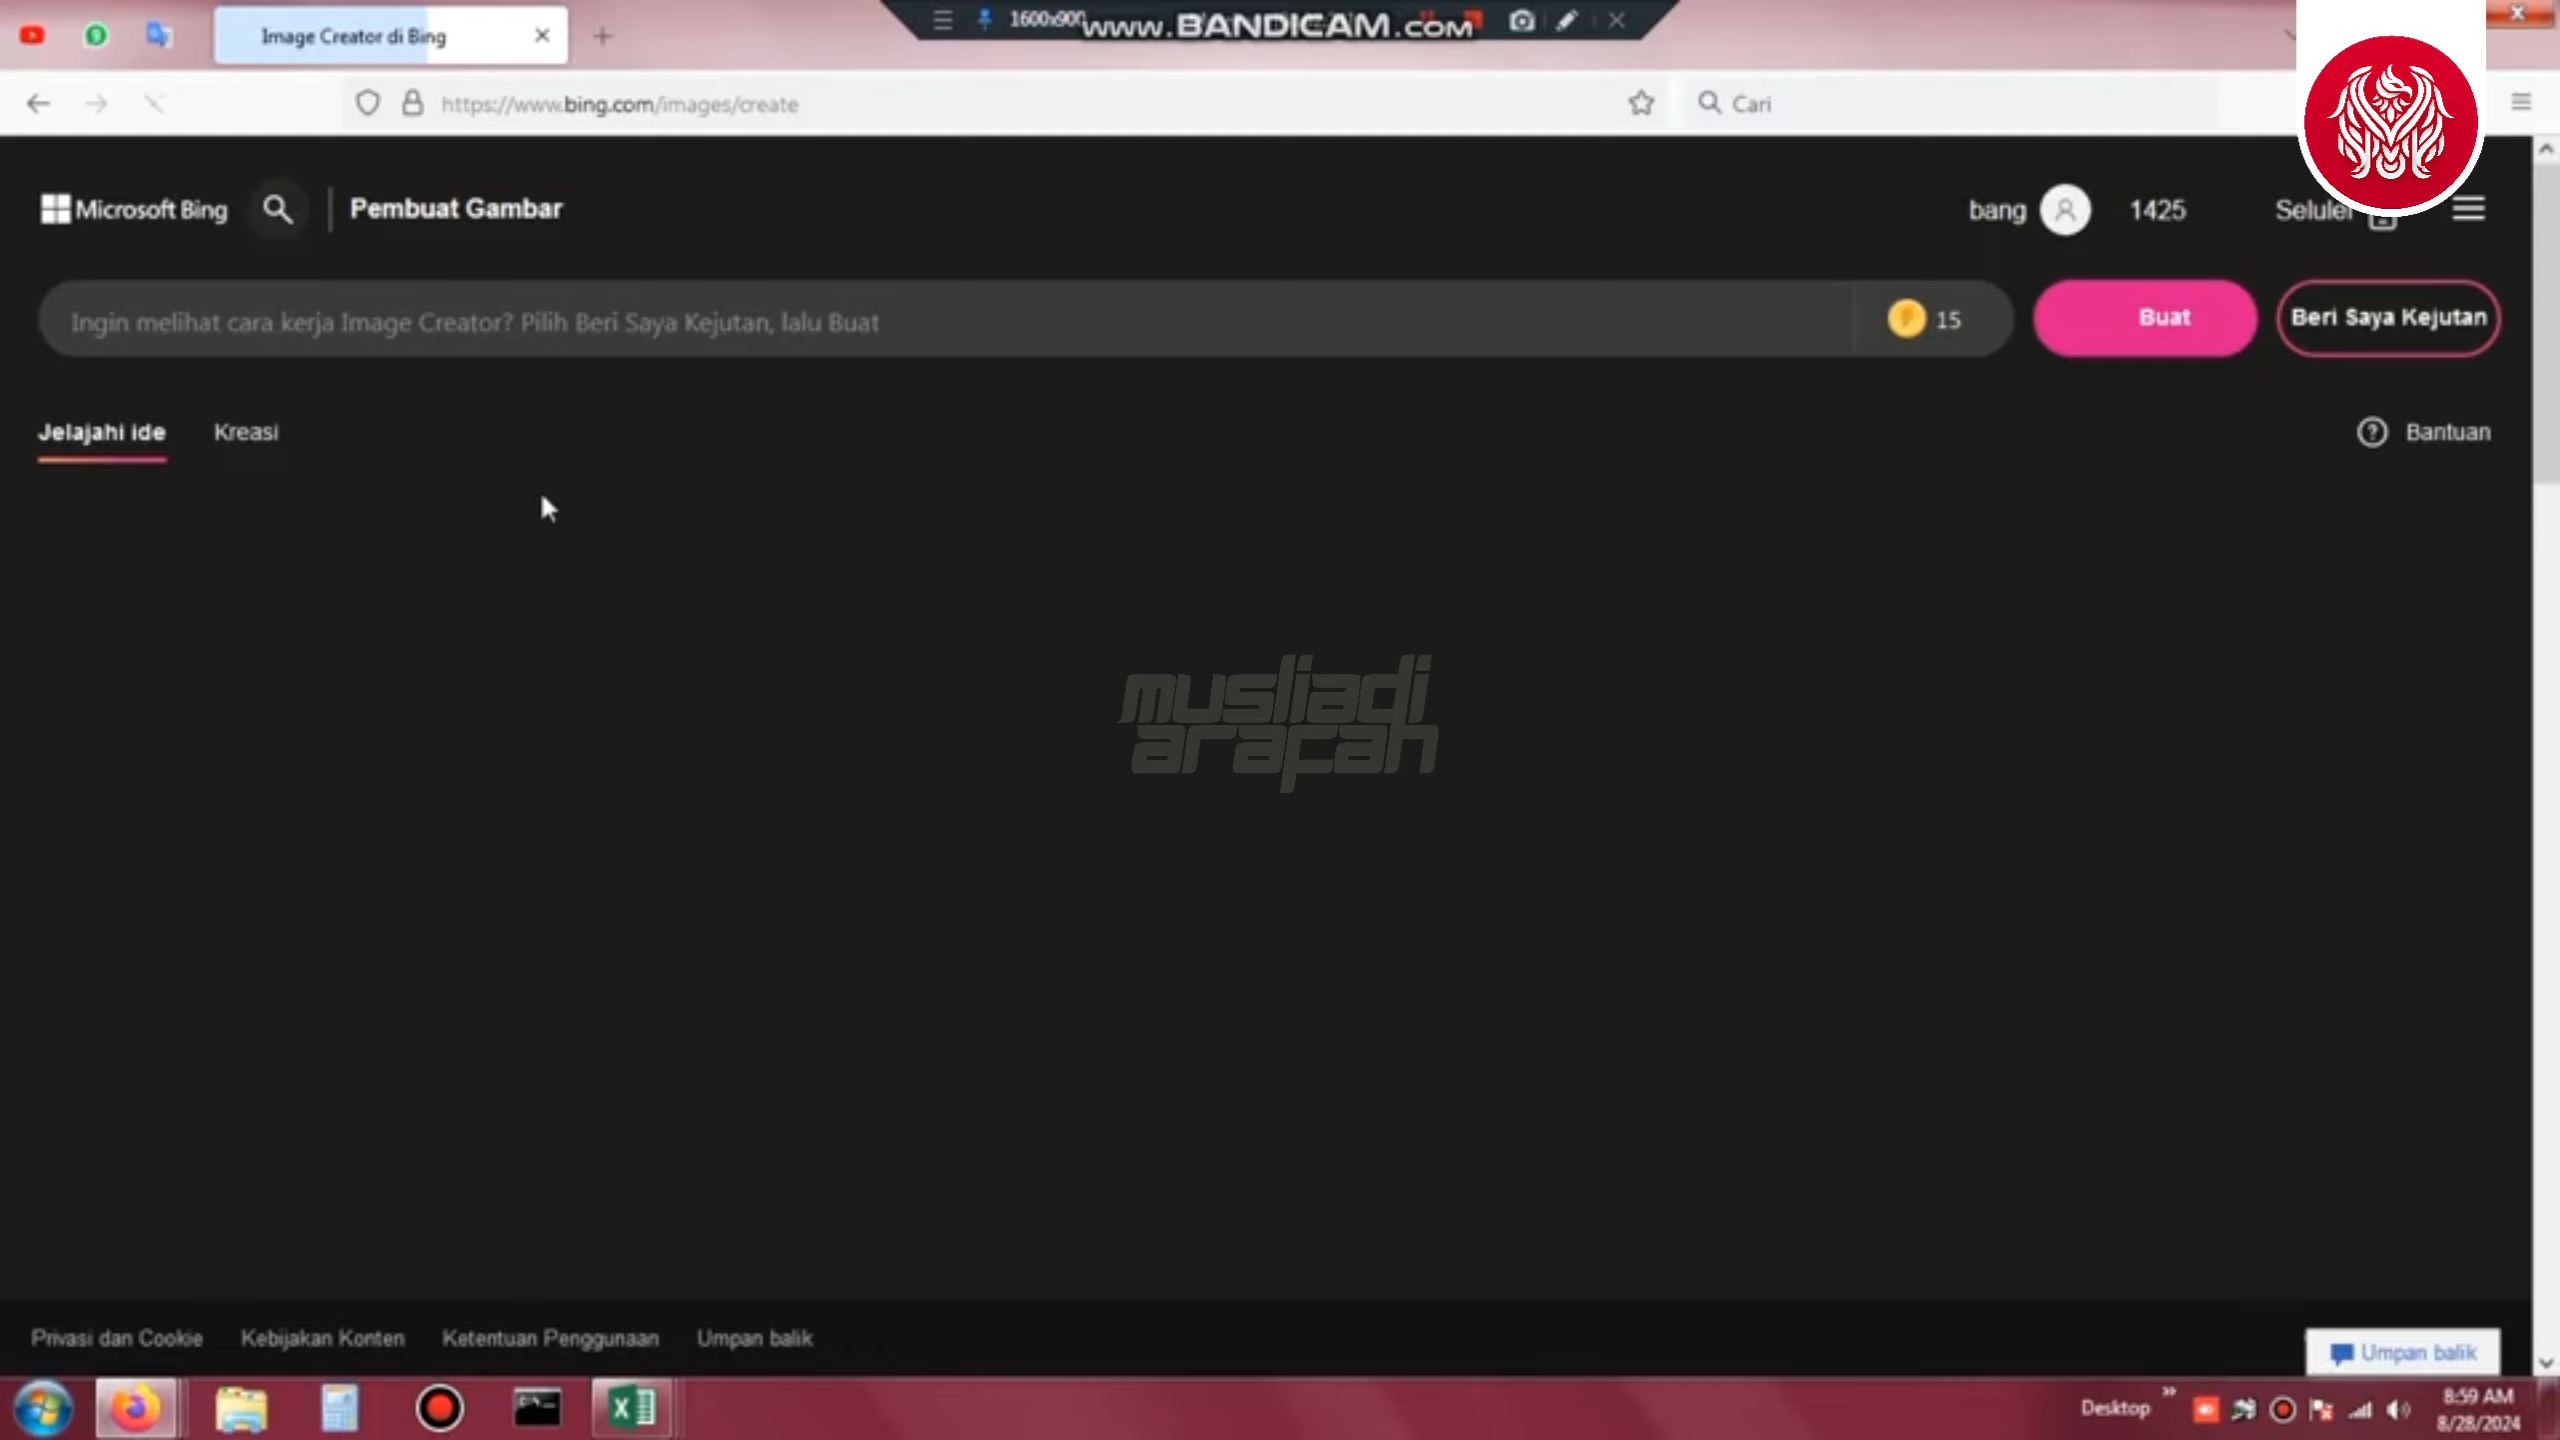 Image Creator di Bing
1600x900
www.BANDICAM.com
https://www.bing.com/images/create
Cari
Microsoft Bing
Pembuat Gambar
bang
1425
Ingin melihat cara kerja Image Creator? Pilih Beri Saya Kejutan, lalu Buat
15
Buat
Beri Saya Kejutan
Jelajahi ide
Kreasi
Bantuan
musliadi
arafah
Privasi dan Cookie
Kebijakan Konten
Ketentuan Penggunaan
Umpan balik
Umpan balik
Desktop
8:59 AM
8/28/2024